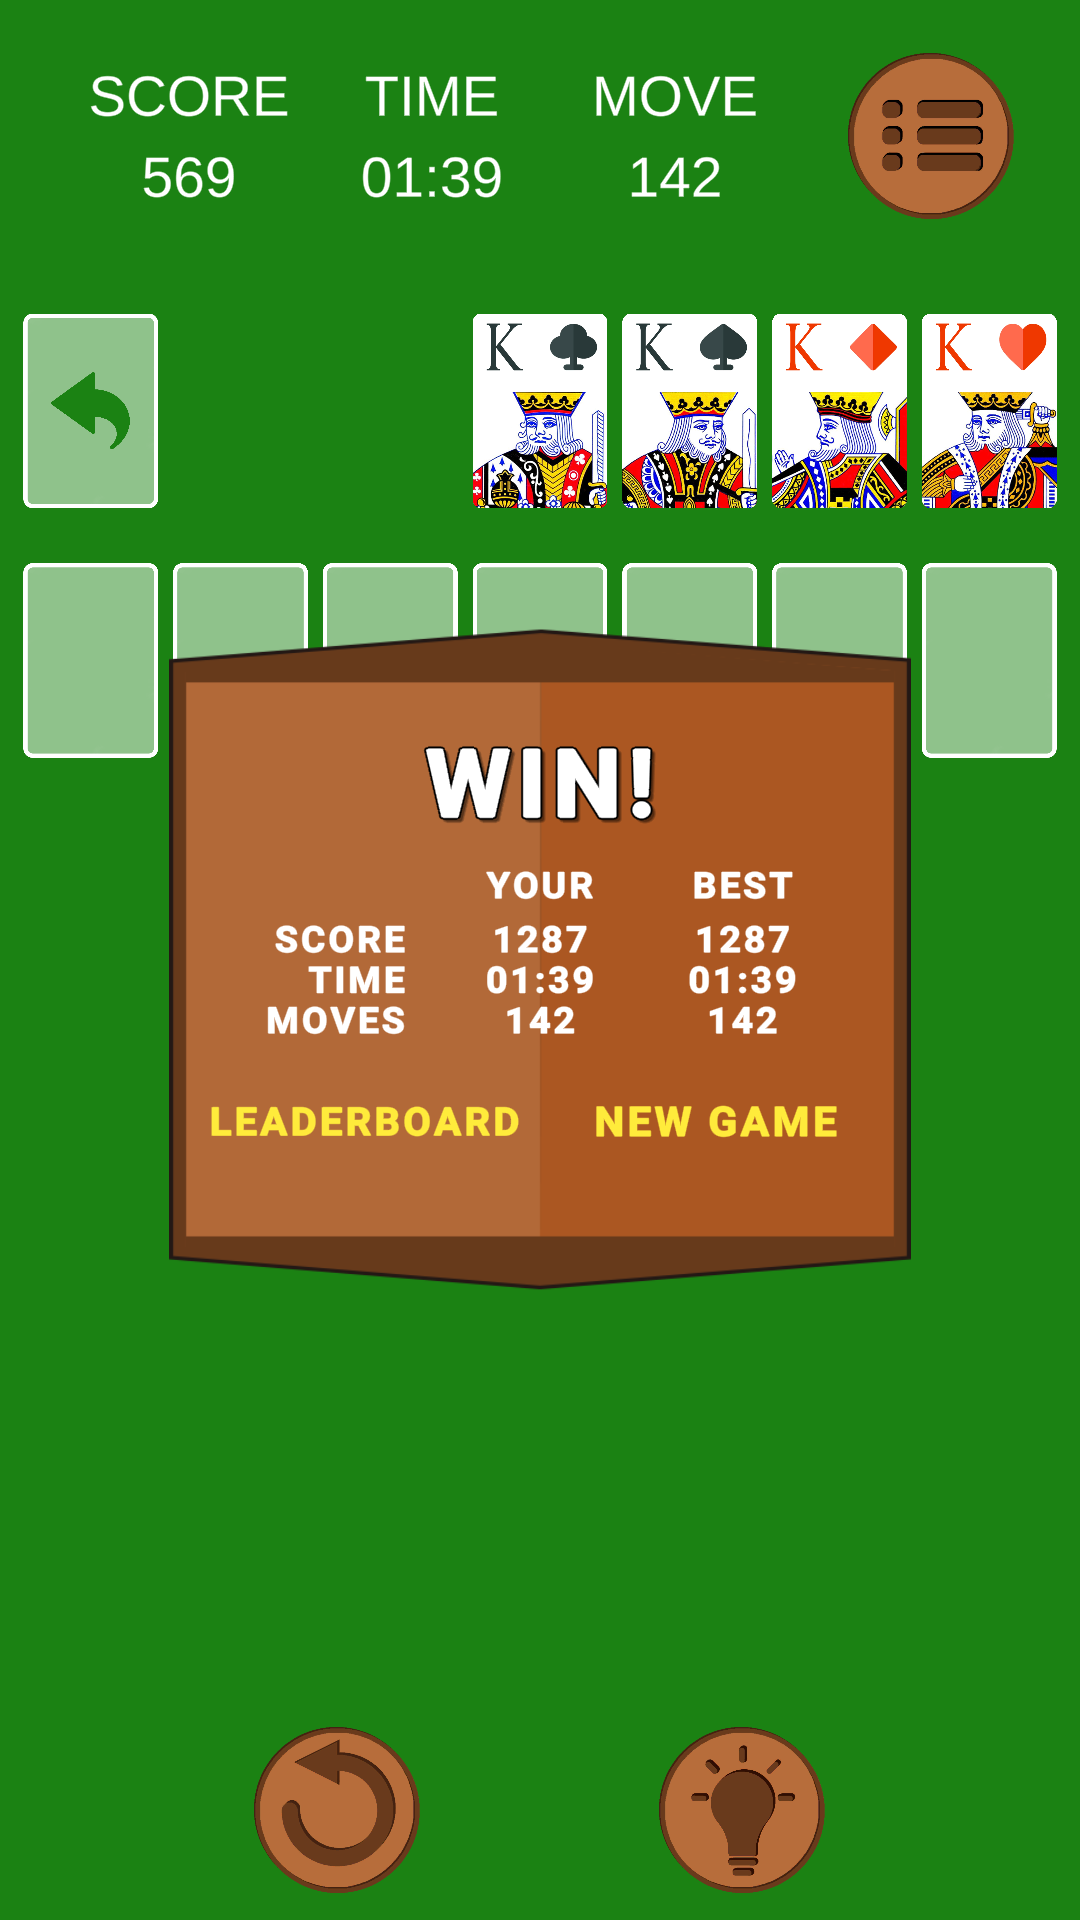 SCORE TIME MOVE
569 01:39 142
K K K K
WIN!
YOUR BEST
SCORE 1287 1287
TIME 01:39 01:39
MOVES 142 142
LEADERBOARD NEW GAME